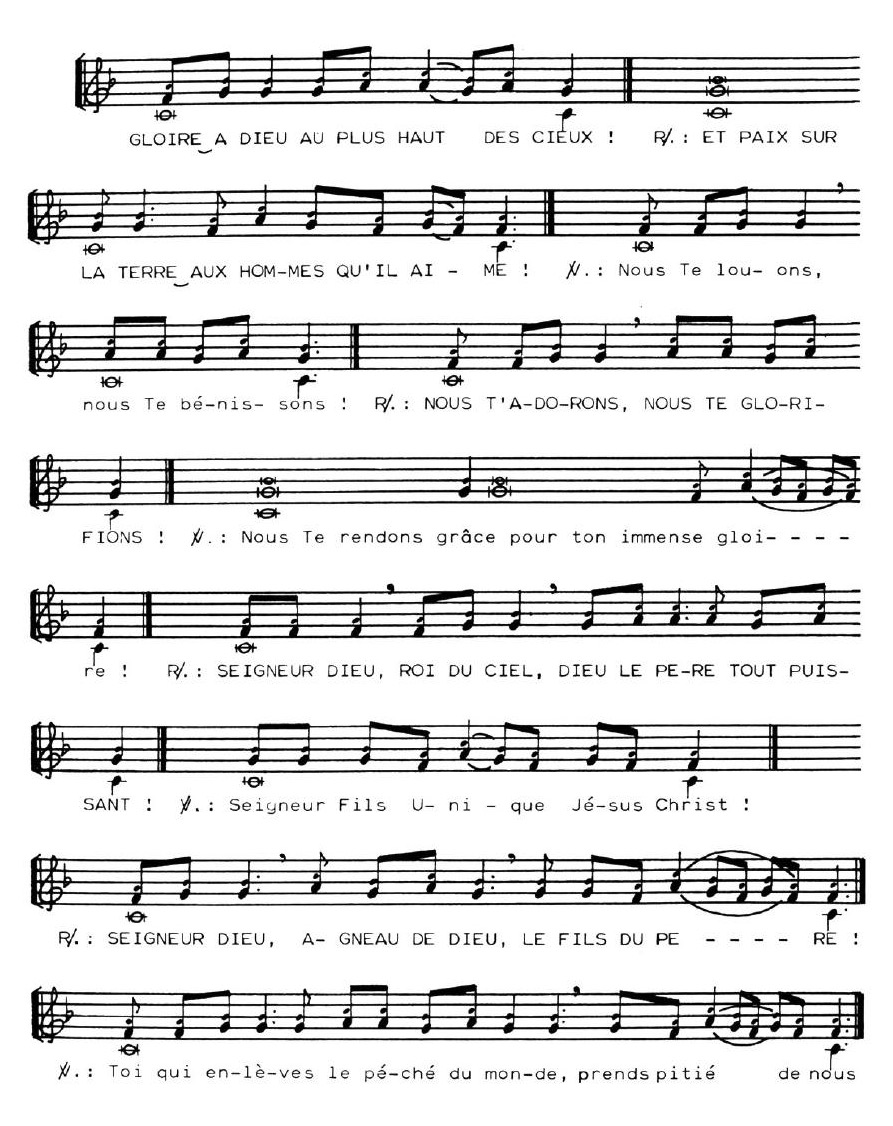 GLOIRE‿A DIEU AU PLUS HAUT DES CIEUX ! R/.: ET PAIX SUR
LA TERRE‿AUX HOM-MES QU'IL AI - ME ! V/.: Nous Te lou- ons,
nous Te bé-nis- sons ! R/.: NOUS T'A-DO-RONS, NOUS TE GLO-RI-
FIONS ! V/.: Nous Te rendons grâce pour ton immense gloi- - - -
re ! R/.: SEIGNEUR DIEU, ROI DU CIEL, DIEU LE PE-RE TOUT PUIS-
SANT ! V/.: Seigneur Fils U- ni - que Jé-sus Christ !
R/.: SEIGNEUR DIEU, A- GNEAU DE DIEU, LE FILS DU PE - - - - RE !
V/.: Toi qui en-lè-ves le pé-ché du mon-de, prends pitié de nous